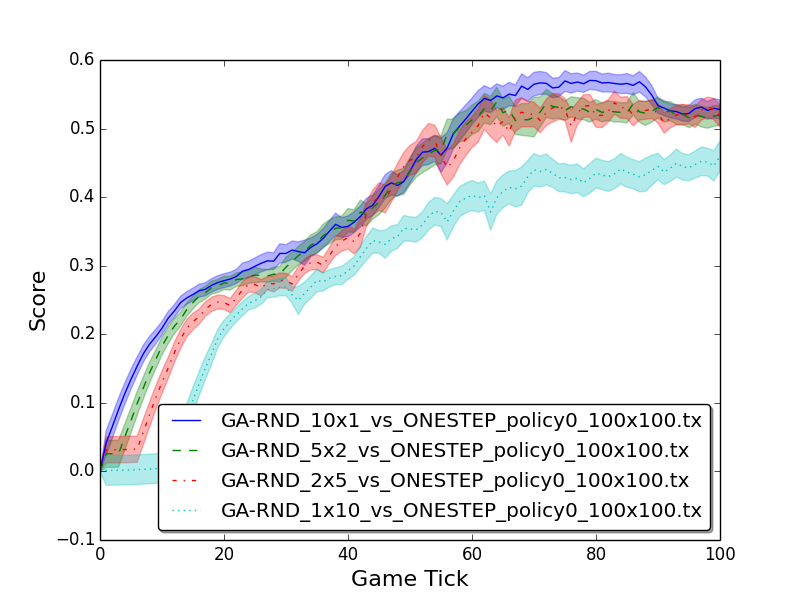 0.6
0.5
0.4
0.3
0.2
0.1
0.0
−0.1
Score
GA-RND_10x1_vs_ONESTEP_policy0_100x100.tx
GA-RND_5x2_vs_ONESTEP_policy0_100x100.tx
GA-RND_2x5_vs_ONESTEP_policy0_100x100.tx
GA-RND_1x10_vs_ONESTEP_policy0_100x100.tx
0 20 40 60 80 100
Game Tick